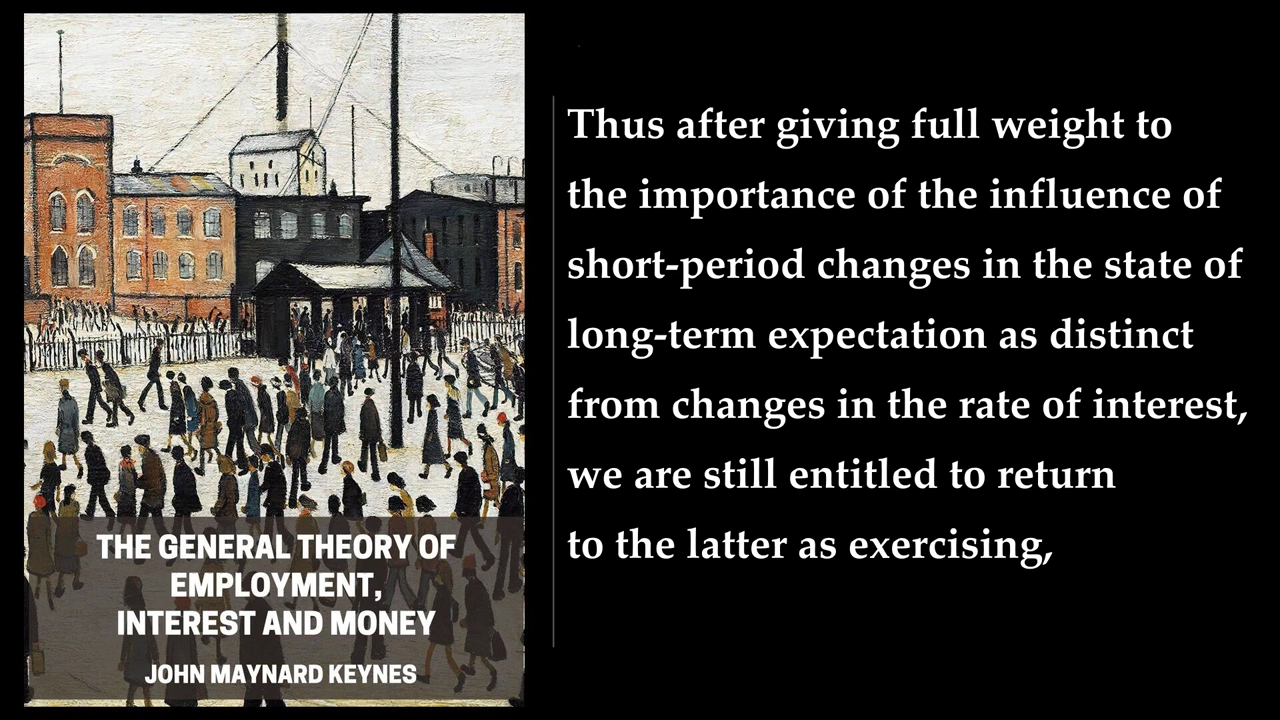 THE GENERAL THEORY OF
EMPLOYMENT,
INTEREST AND MONEY
JOHN MAYNARD KEYNES
Thus after giving full weight to
the importance of the influence of
short-period changes in the state of
long-term expectation as distinct
from changes in the rate of interest,
we are still entitled to return
to the latter as exercising,